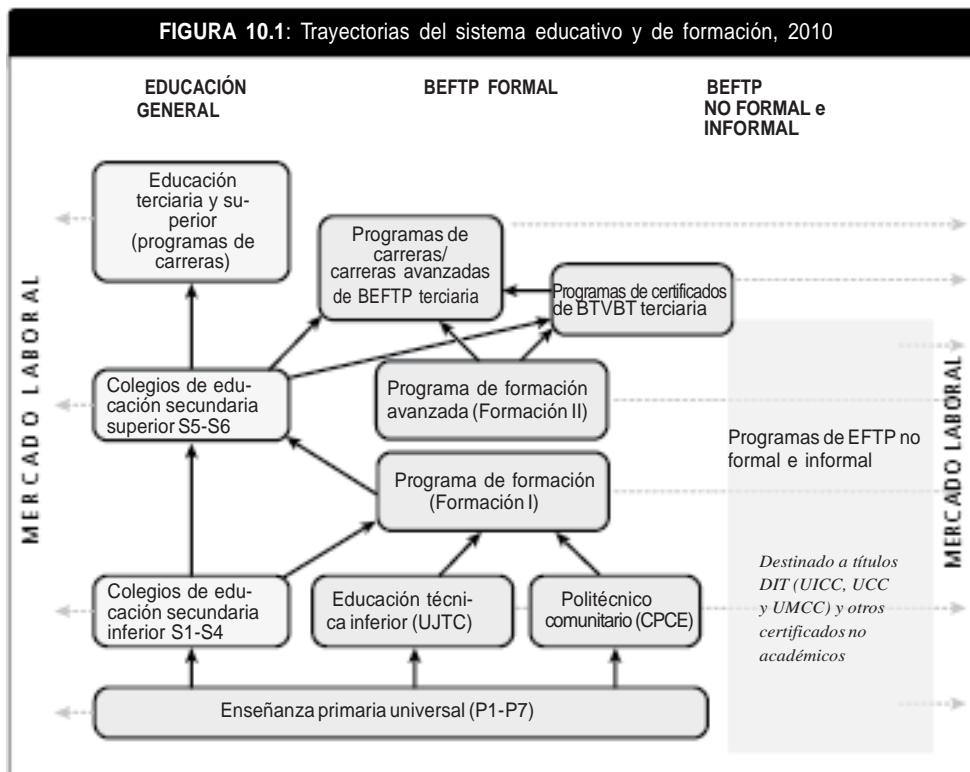 FIGURA 10.1: Trayectorias del sistema educativo y de formación, 2010
EDUCACIÓN
GENERAL
BEFTP FORMAL
BEFTP
NO FORMAL e
INFORMAL
MERCADO LABORAL
Educación
terciaria y su-
perior
(programas de
carreras)
Programas de
carreras/
carreras avanzadas
de BEFTP terciaria
Programas de certificados
de BTVBT terciaria
Colegios de edu-
cación secundaria
superior S5-S6
Programa de formación
avanzada (Formación II)
Programa de formación
(Formación I)
Programas de EFTP no
formal e informal
Colegios de edu-
cación secundaria
inferior S1-S4
Educación técni-
ca inferior (UJTC)
Politécnico
comunitario (CPCE)
Destinado a títulos
DIT (UICC, UCC
y UMCC) y otros
certificados no
académicos
Enseñanza primaria universal (P1-P7)
MERCADO LABORAL